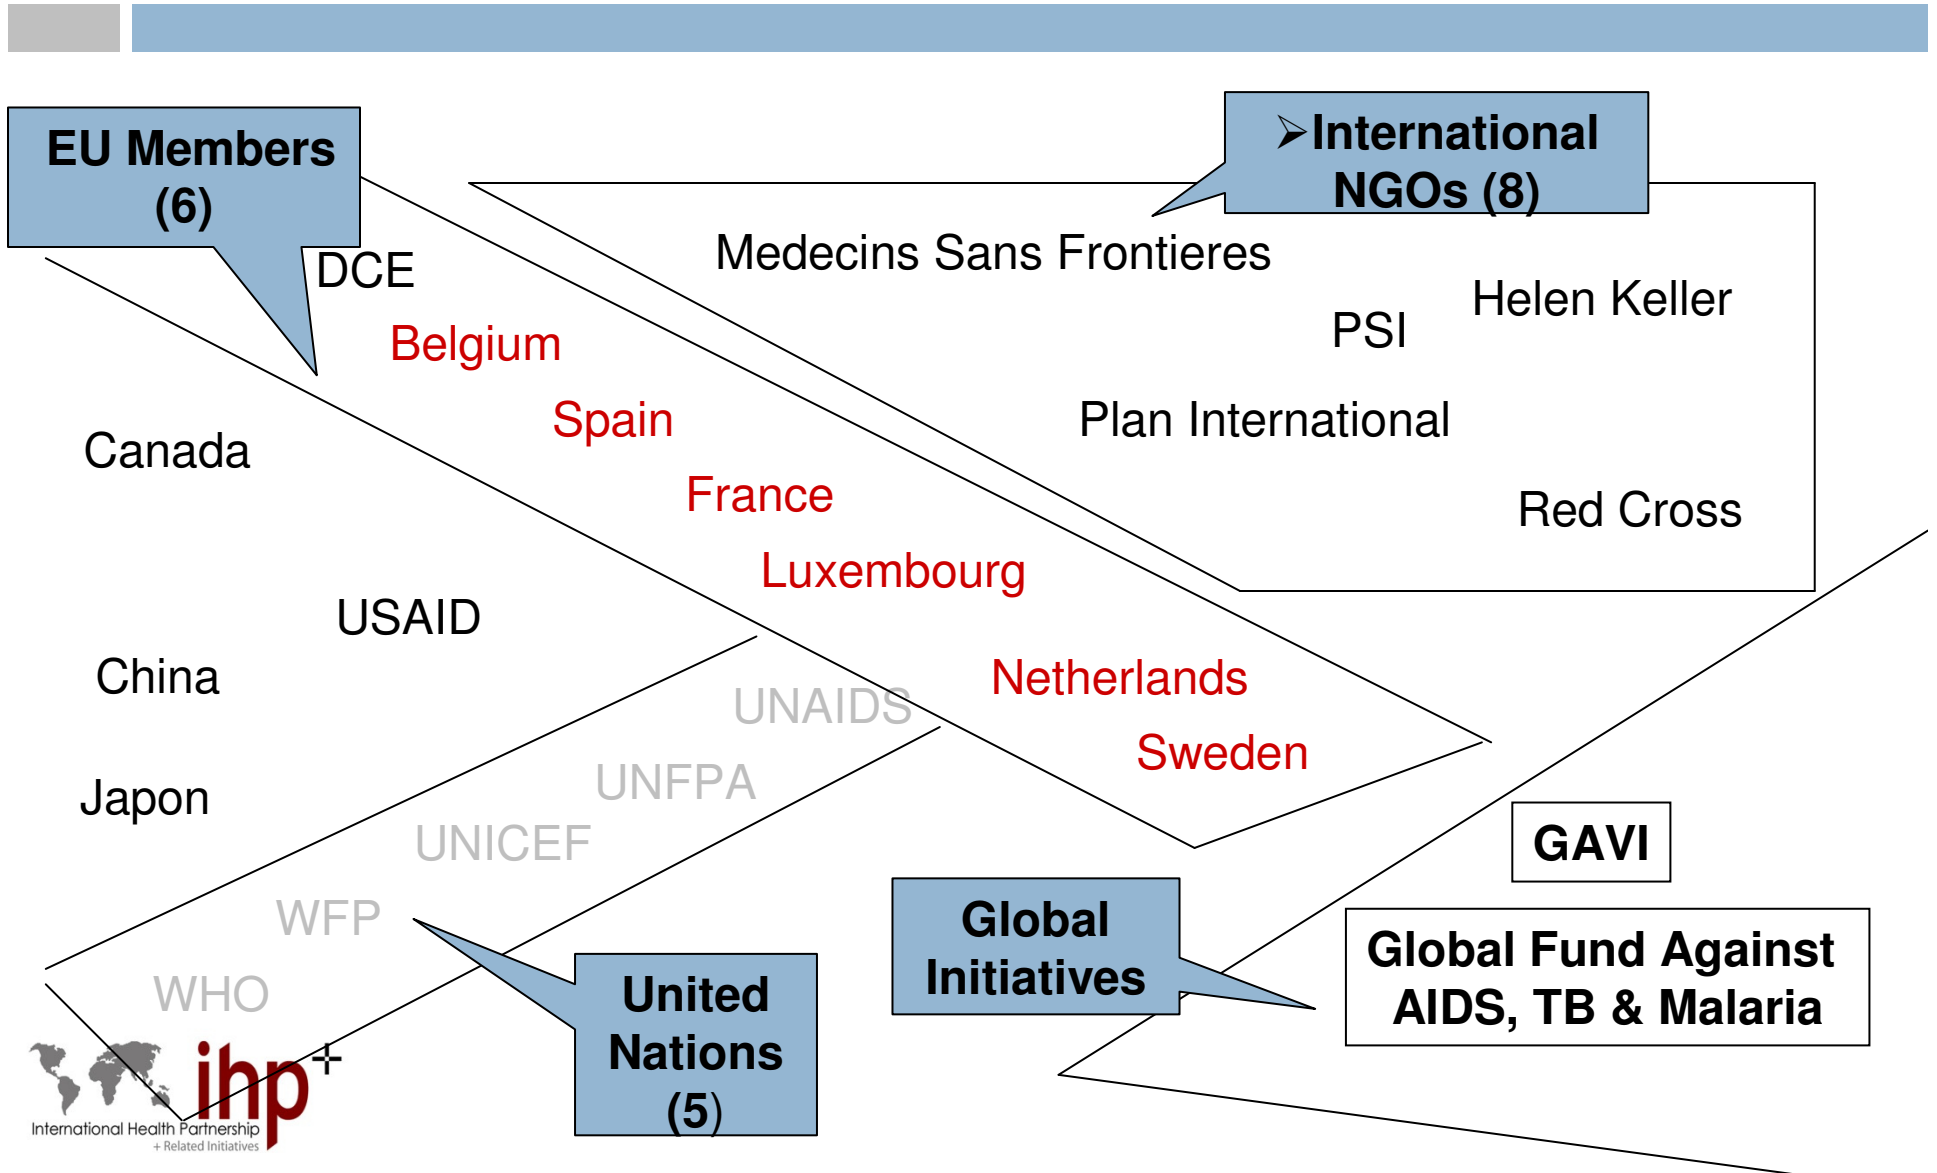 EU Members
(6)
➢International
NGOs (8)
Medecins Sans Frontieres
DCE
Helen Keller
PSI
Belgium
Spain
Plan International
Canada
France
Red Cross
Luxembourg
USAID
China
Netherlands
UNAIDS
Sweden
UNFPA
Japon
UNICEF
GAVI
WFP
Global
Initiatives
Global Fund Against
AIDS, TB & Malaria
WHO
United
Nations
(5)
ihp+
International Health Partnership
+ Related Initiatives